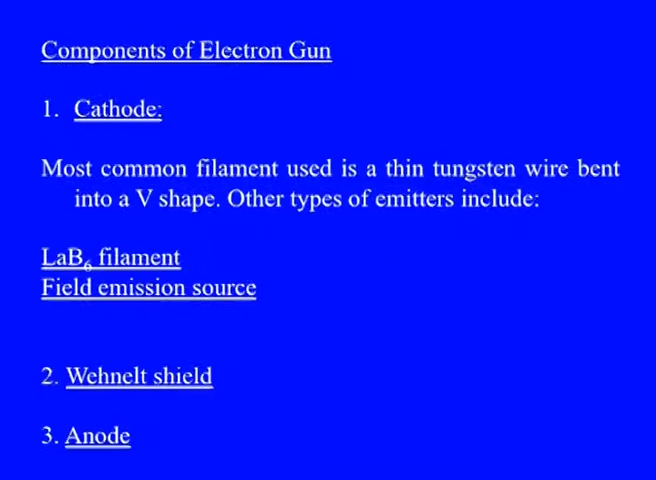 Components of Electron Gun
1. Cathode:
Most common filament used is a thin tungsten wire bent
into a V shape. Other types of emitters include:
LaB₆ filament
Field emission source
2. Wehnelt shield
3. Anode